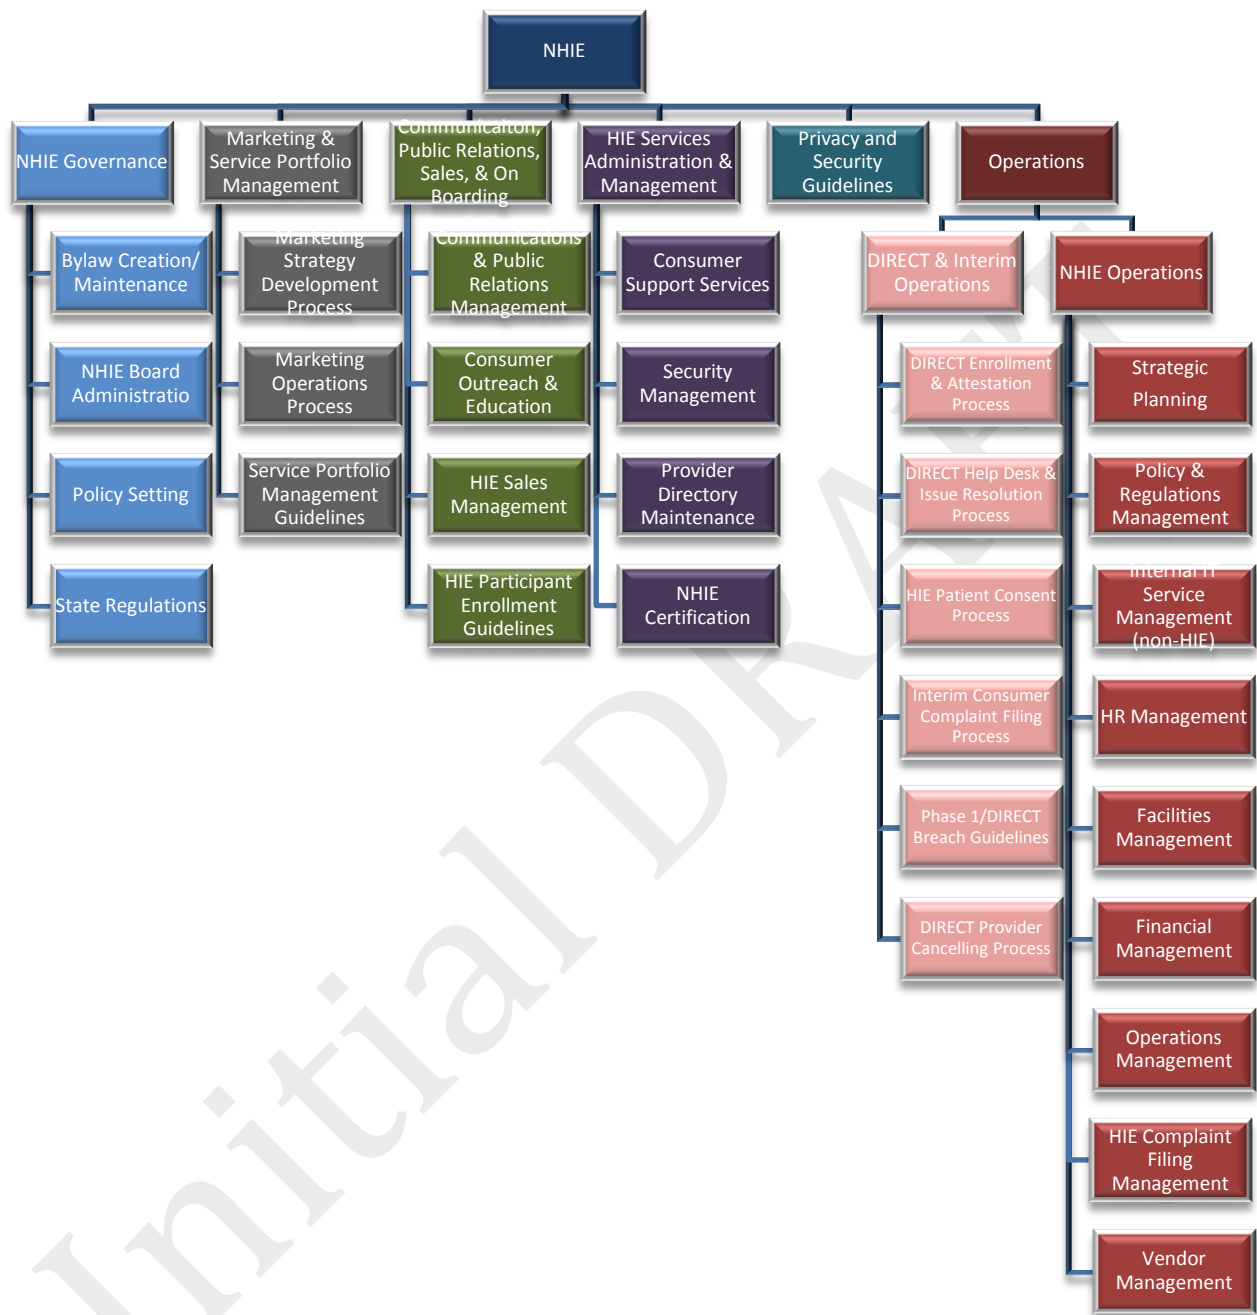 NHIE
NHIE Governance
Marketing &
Service Portfolio
Management
Communicaiton,
Public Relations,
Sales, & On
Boarding
HIE Services
Administration &
Management
Privacy and
Security
Guidelines
Operations
Bylaw Creation/
Maintenance
NHIE Board
Administratio
Policy Setting
State Regulations
Marketing
Strategy
Development
Process
Marketing
Operations
Process
Service Portfolio
Management
Guidelines
Communications
& Public
Relations
Management
Consumer
Outreach &
Education
HIE Sales
Management
HIE Participant
Enrollment
Guidelines
Consumer
Support Services
Security
Management
Provider
Directory
Maintenance
NHIE
Certification
DIRECT & Interim
Operations
DIRECT Enrollment
& Attestation
Process
DIRECT Help Desk &
Issue Resolution
Process
HIE Patient Consent
Process
Interim Consumer
Complaint Filing
Process
Phase 1/DIRECT
Breach Guidelines
DIRECT Provider
Cancelling Process
NHIE Operations
Strategic
Planning
Policy &
Regulations
Management
Internal IT
Service
Management
(non-HIE)
HR Management
Facilities
Management
Financial
Management
Operations
Management
HIE Complaint
Filing
Management
Vendor
Management
Initial DRAFT